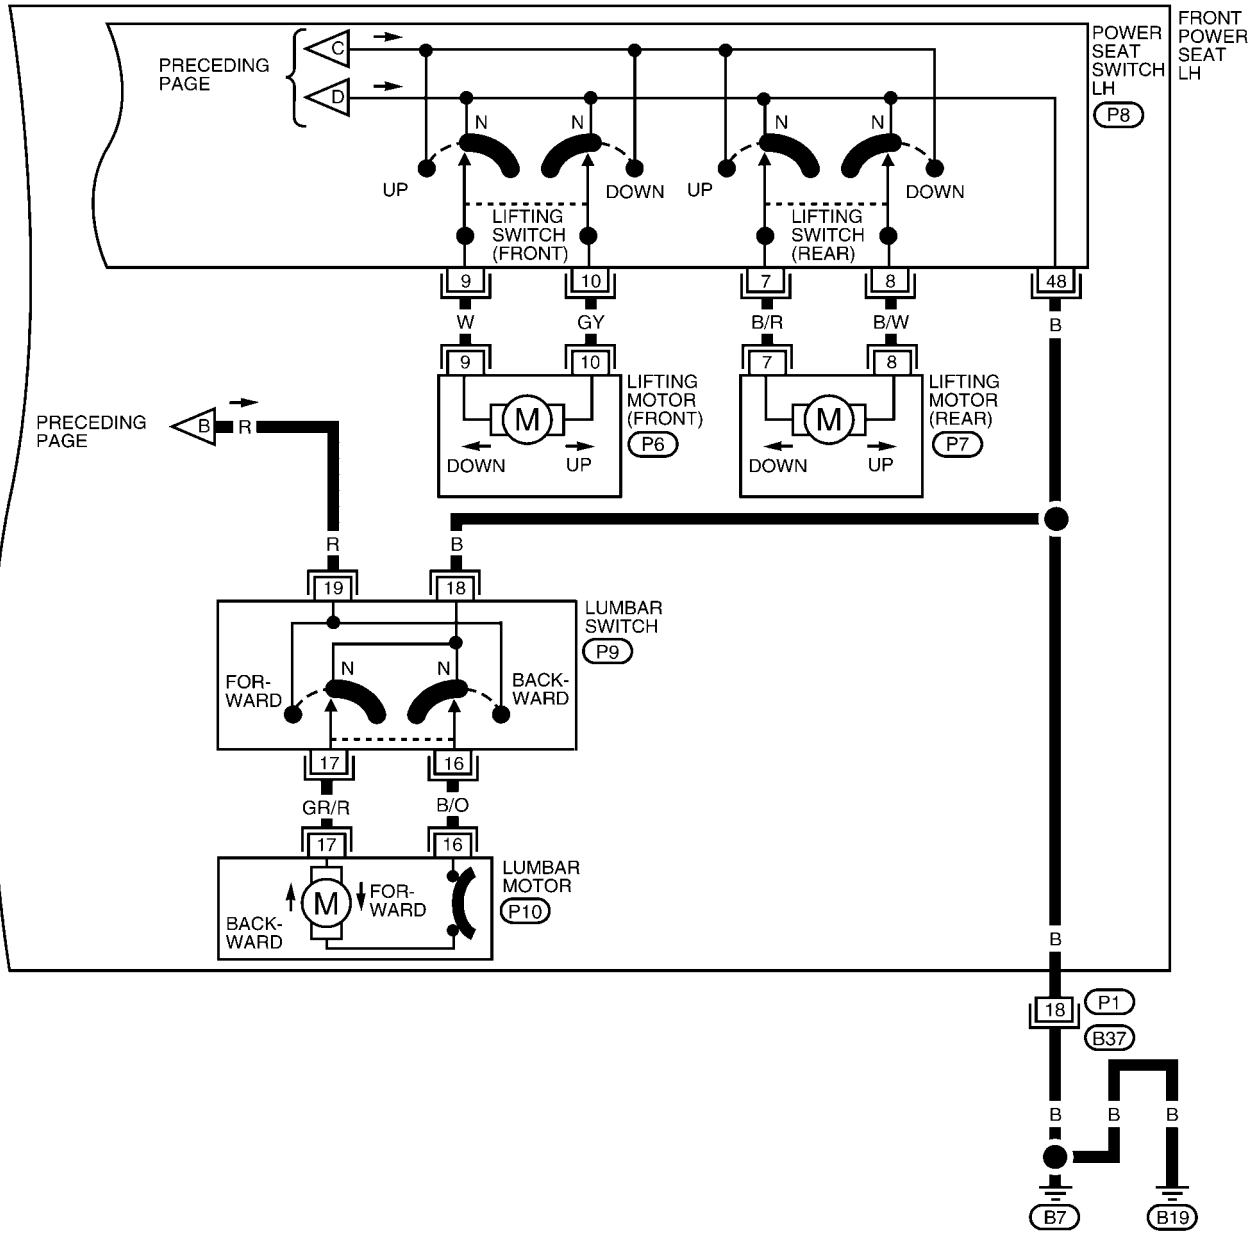 FRONT
POWER
SEAT
LH
POWER
SEAT
SWITCH
LH
P8
PRECEDING
PAGE
C
D
N
N
N
N
UP
DOWN
UP
DOWN
LIFTING
SWITCH
(FRONT)
LIFTING
SWITCH
(REAR)
9
10
7
8
48
W
GY
B/R
B/W
B
9
10
7
8
M
LIFTING
MOTOR
(FRONT)
P6
DOWN
UP
M
LIFTING
MOTOR
(REAR)
P7
DOWN
UP
PRECEDING
PAGE
B
R
R
B
19
18
LUMBAR
SWITCH
P9
N
N
FOR-
WARD
BACK-
WARD
17
16
GR/R
B/O
17
16
LUMBAR
MOTOR
P10
M
FOR-
WARD
BACK-
WARD
B
18
P1
B37
B
B
B
B7
B19